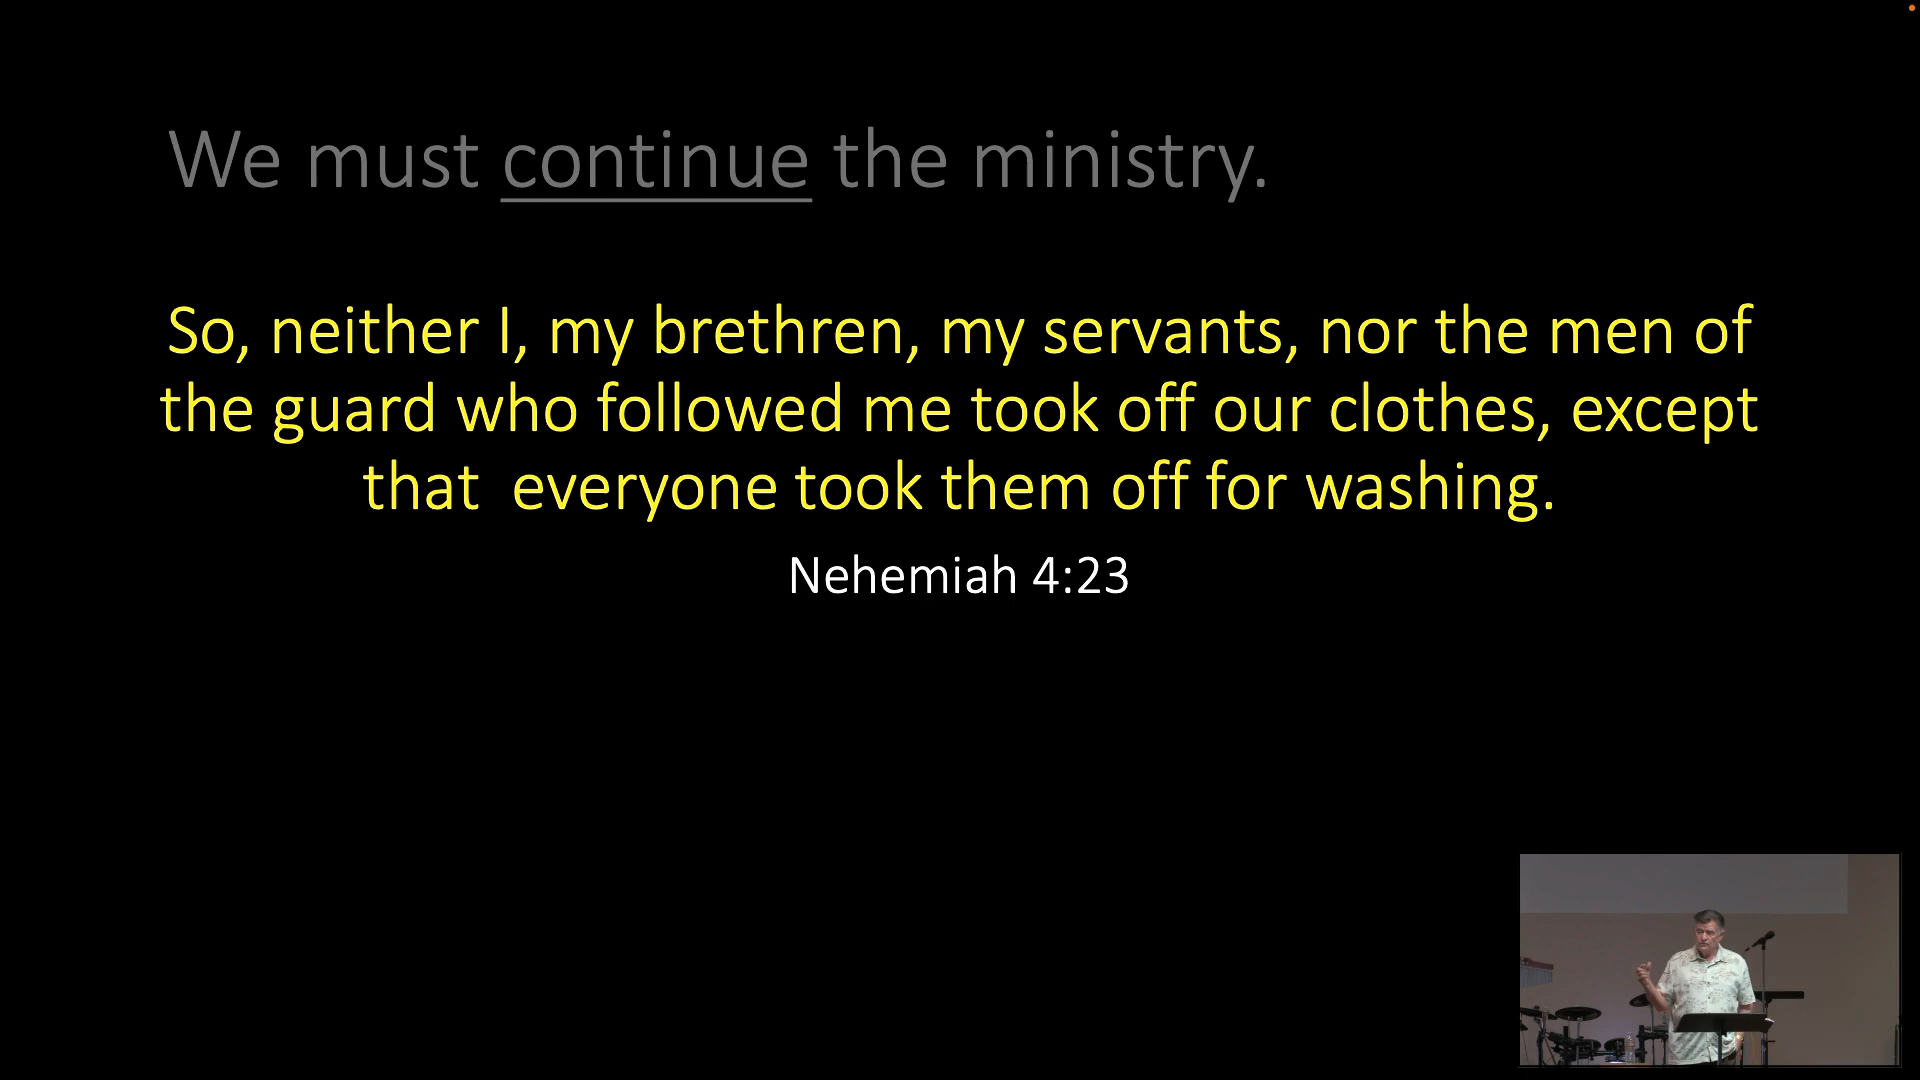 We must continue the ministry.
So, neither I, my brethren, my servants, nor the men of
the guard who followed me took off our clothes, except
that  everyone took them off for washing.
Nehemiah 4:23